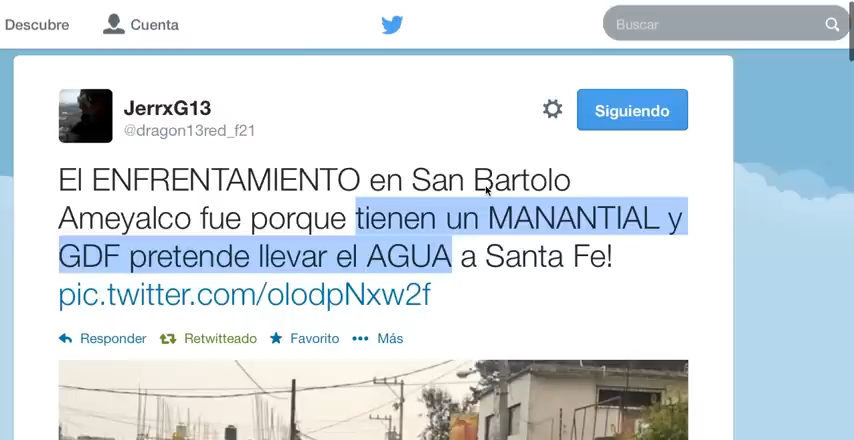 Descubre Cuenta Buscar
JerrxG13 Siguiendo
@dragon13red_f21
El ENFRENTAMIENTO en San Bartolo
Ameyalco fue porque tienen un MANANTIAL y
GDF pretende llevar el AGUA a Santa Fe!
pic.twitter.com/olodpNxw2f
Responder Retwitteado Favorito Más